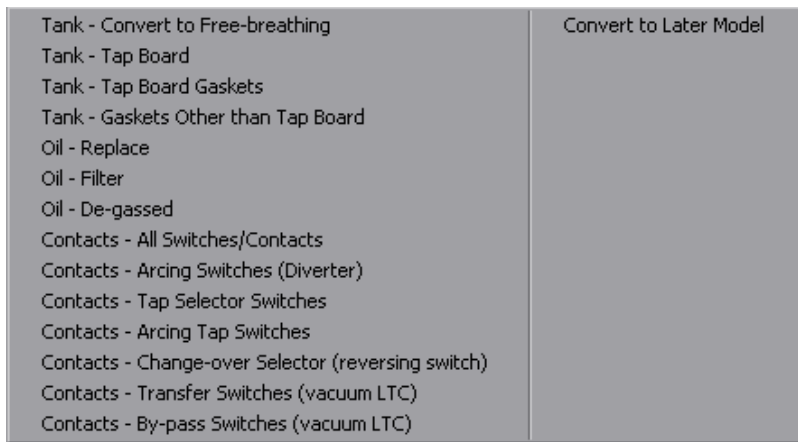 Tank - Convert to Free-breathing
Tank - Tap Board
Tank - Tap Board Gaskets
Tank - Gaskets Other than Tap Board
Oil - Replace
Oil - Filter
Oil - De-gassed
Contacts - All Switches/Contacts
Contacts - Arcing Switches (Diverter)
Contacts - Tap Selector Switches
Contacts - Arcing Tap Switches
Contacts - Change-over Selector (reversing switch)
Contacts - Transfer Switches (vacuum LTC)
Contacts - By-pass Switches (vacuum LTC)
Convert to Later Model